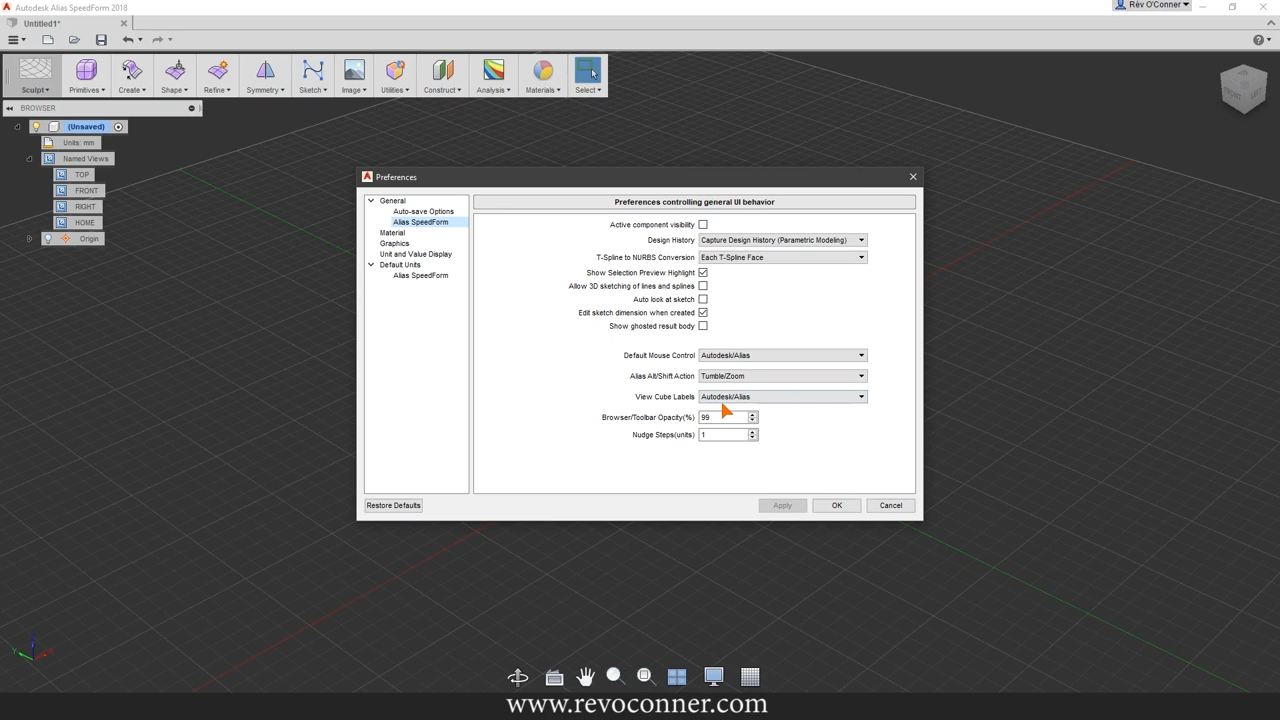 Autodesk Alias SpeedForm 2018
Rèv O'Conner
Untitled1*
Sculpt
Primitives
Create
Shape
Refine
Symmetry
Sketch
Image
Utilities
Construct
Analysis
Materials
Select
FRONT
LEFT
BROWSER
(Unsaved)
Units: mm
Named Views
TOP
FRONT
RIGHT
HOME
Origin
Preferences
General
Auto-save Options
Alias SpeedForm
Material
Graphics
Unit and Value Display
Default Units
Alias SpeedForm
Preferences controlling general UI behavior
Active component visibility
Design History Capture Design History (Parametric Modeling)
T-Spline to NURBS Conversion Each T-Spline Face
Show Selection Preview Highlight
Allow 3D sketching of lines and splines
Auto look at sketch
Edit sketch dimension when created
Show ghosted result body
Default Mouse Control Autodesk/Alias
Alias Alt/Shift Action Tumble/Zoom
View Cube Labels Autodesk/Alias
Browser/Toolbar Opacity(%) 99
Nudge Steps(units) 1
Restore Defaults
Apply
OK
Cancel
Y
X
www.revoconner.com